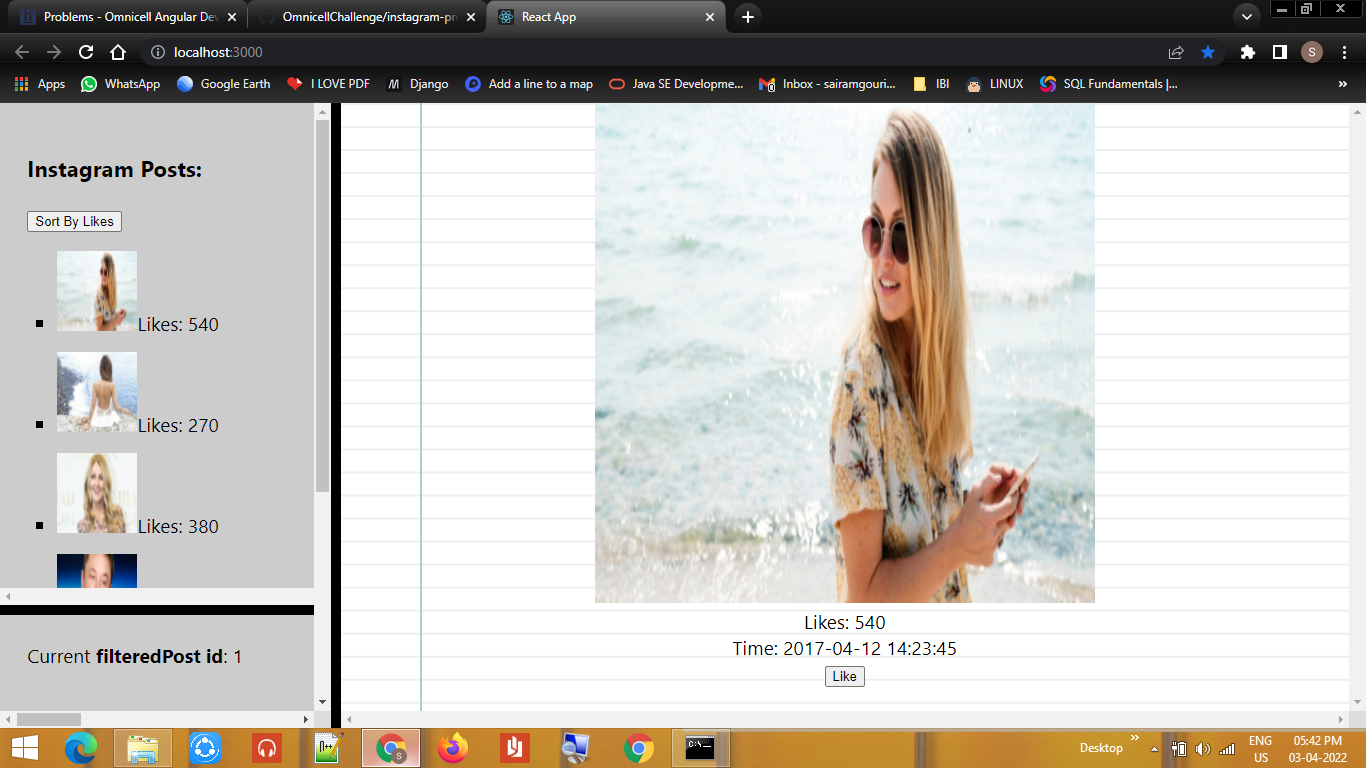 Problems - Omnicell Angular Dev
OmnicellChallenge/instagram-pro
React App
localhost:3000
S
Apps
WhatsApp
Google Earth
I LOVE PDF
Django
Add a line to a map
Java SE Developme...
Inbox - sairamgoun...
IBI
LINUX
SQL Fundamentals |...
»
Instagram Posts:
Sort By Likes
Likes: 540
Likes: 270
Likes: 380
Current filteredPost id: 1
Likes: 540
Time: 2017-04-12 14:23:45
Like
Desktop
»
ENG
US
05:42 PM
03-04-2022